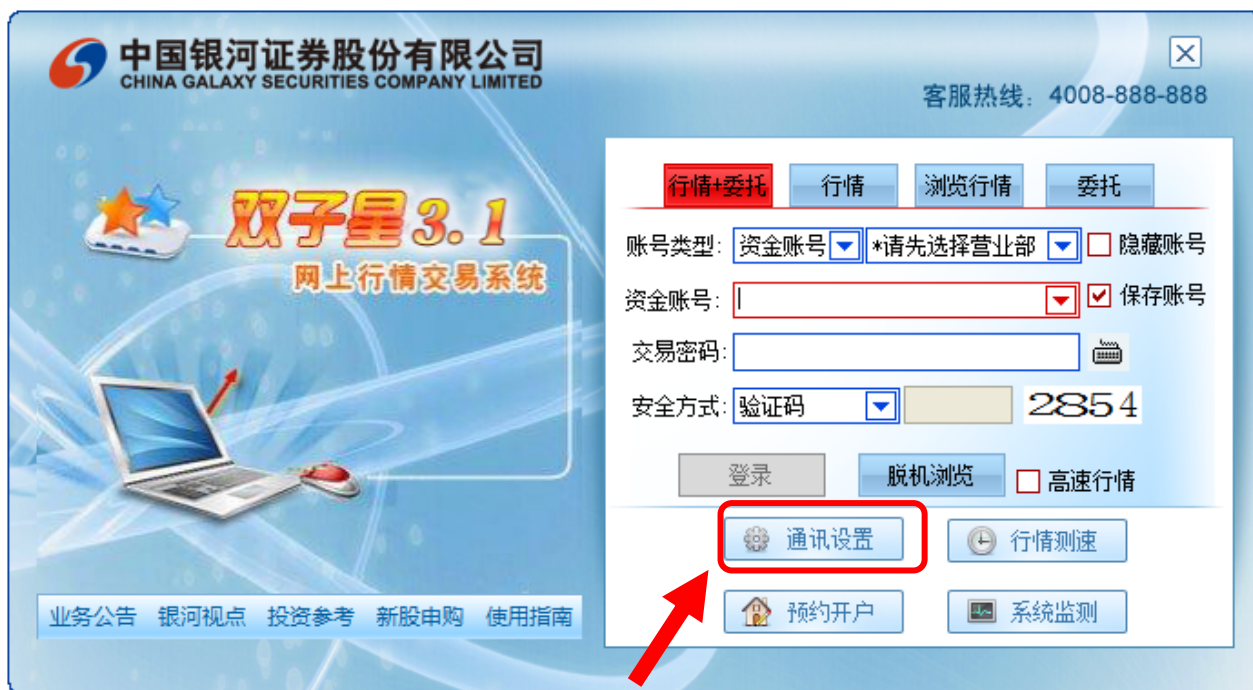 中国银河证券股份有限公司
CHINA GALAXY SECURITIES COMPANY LIMITED
客服热线：4008-888-888
双子星3.1
网上行情交易系统
行情+委托 行情 浏览行情 委托
账号类型: 资金账号 *请先选择营业部 隐藏账号
资金账号: 保存账号
交易密码:
安全方式: 验证码 2854
登录 脱机浏览 高速行情
通讯设置 行情测速
预约开户 系统监测
业务公告 银河视点 投资参考 新股申购 使用指南